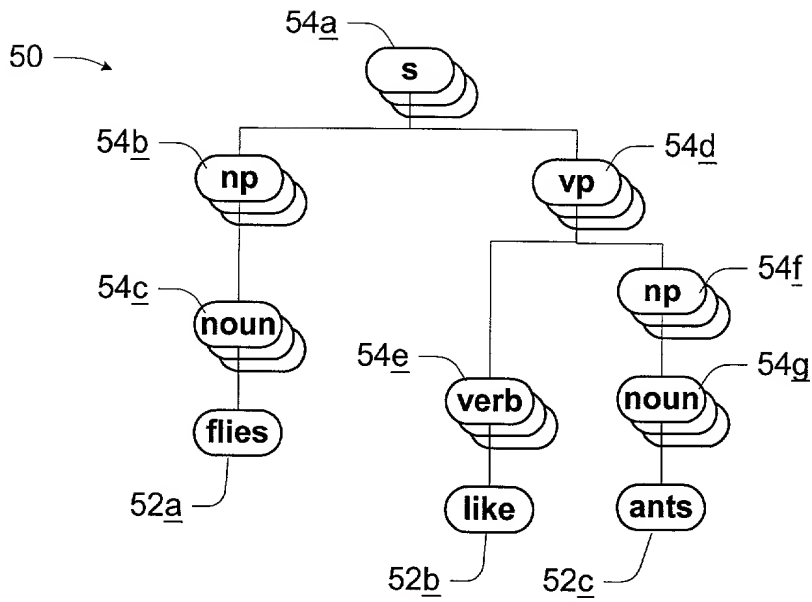 54a
50
s
54b
54d
np
vp
54c
54f
np
noun
54e
54g
verb
noun
flies
52a
like
ants
52b
52c